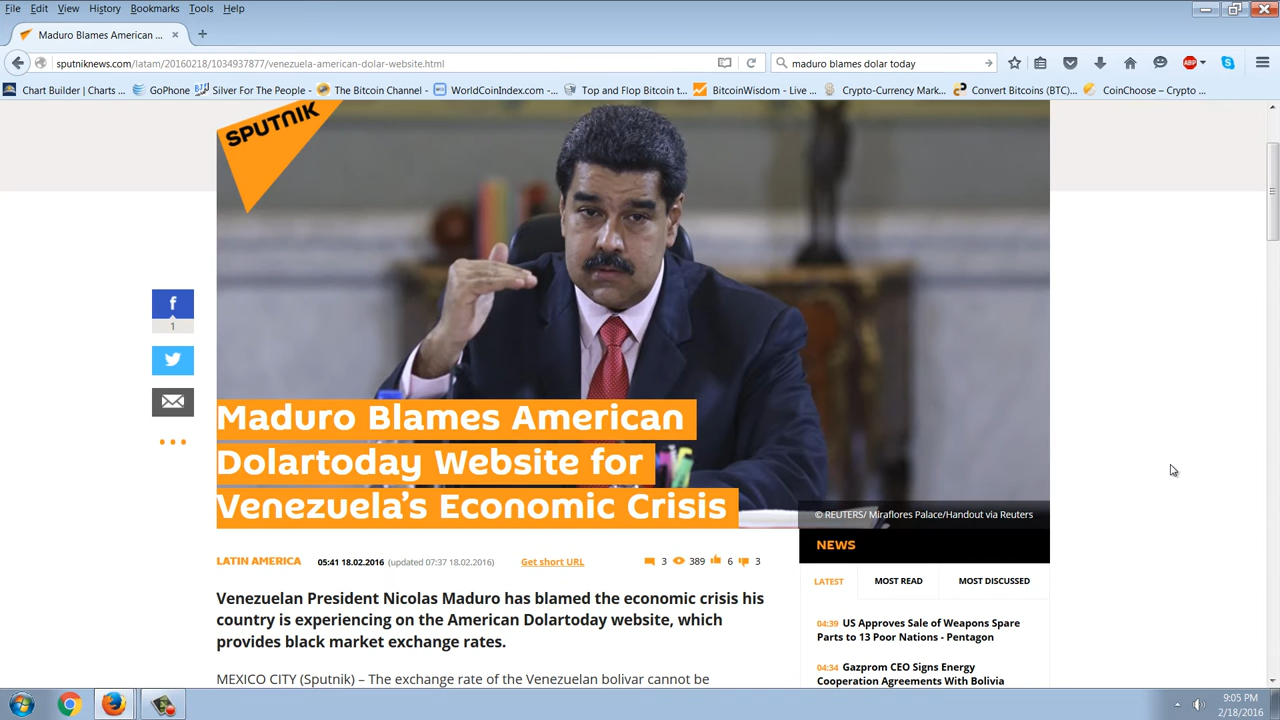 File Edit View History Bookmarks Tools Help
Maduro Blames American ...
sputniknews.com/latam/20160218/1034937877/venezuela-american-dolar-website.html
maduro blames dolar today
ABP
Chart Builder | Charts ... GoPhone Silver For The People - The Bitcoin Channel - WorldCoinIndex.com -... Top and Flop Bitcoin t... BitcoinWisdom - Live ... Crypto-Currency Mark... Convert Bitcoins (BTC)... CoinChoose – Crypto ...
SPUTNIK
f
1
Maduro Blames American
Dolartoday Website for
Venezuela’s Economic Crisis
© REUTERS/ Miraflores Palace/Handout via Reuters
LATIN AMERICA 05:41 18.02.2016 (updated 07:37 18.02.2016) Get short URL 3 389 6 3
Venezuelan President Nicolas Maduro has blamed the economic crisis his
country is experiencing on the American Dolartoday website, which
provides black market exchange rates.
MEXICO CITY (Sputnik) – The exchange rate of the Venezuelan bolivar cannot be
NEWS
LATEST MOST READ MOST DISCUSSED
04:39 US Approves Sale of Weapons Spare
Parts to 13 Poor Nations - Pentagon
04:34 Gazprom CEO Signs Energy
Cooperation Agreements With Bolivia
9:05 PM
2/18/2016